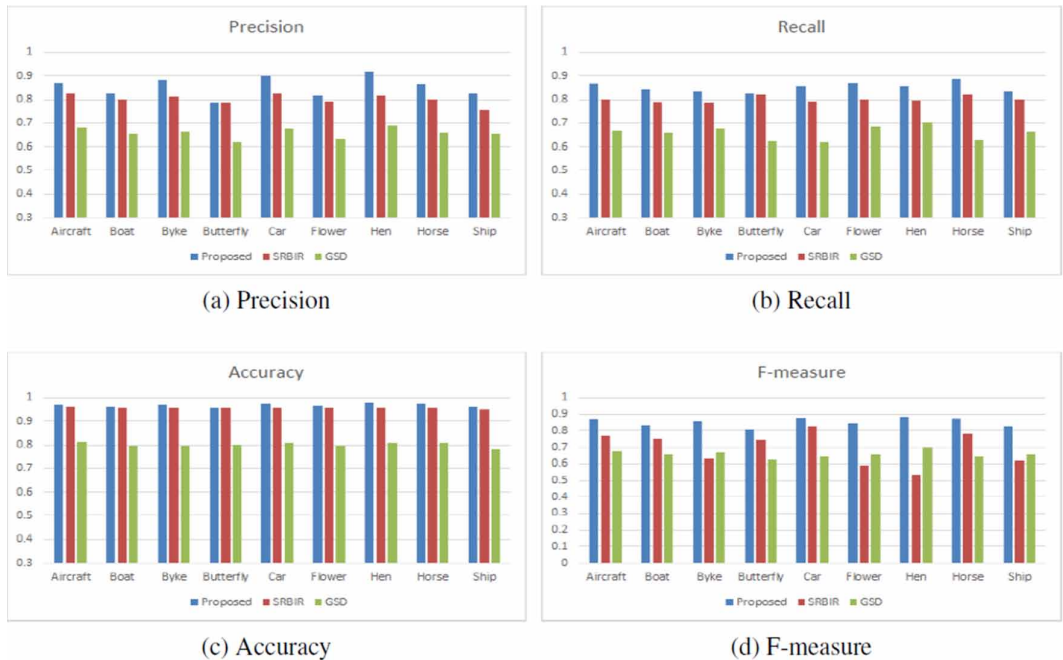 Precision
1
0.9
0.8
0.7
0.6
0.5
0.4
0.3
Aircraft Boat Byke Butterfly Car Flower Hen Horse Ship
Proposed SRBIR GSD
(a) Precision
Recall
1
0.9
0.8
0.7
0.6
0.5
0.4
0.3
Aircraft Boat Byke Butterfly Car Flower Hen Horse Ship
Proposed SRBIR GSD
(b) Recall
Accuracy
1
0.9
0.8
0.7
0.6
0.5
0.4
0.3
Aircraft Boat Byke Butterfly Car Flower Hen Horse Ship
Proposed SRBIR GSD
(c) Accuracy
F-measure
1
0.9
0.8
0.7
0.6
0.5
0.4
0.3
0.2
0.1
0
Aircraft Boat Byke Butterfly Car Flower Hen Horse Ship
Proposed SRBIR GSD
(d) F-measure